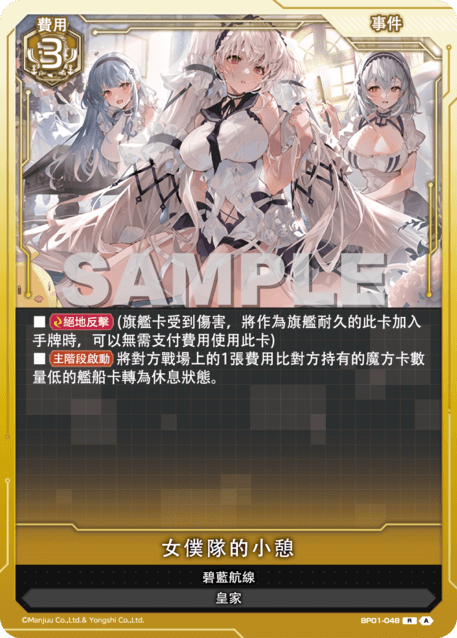 費用
3
事件
SAMPLE
■ 絕地反擊 (旗艦卡受到傷害，將作為旗艦耐久的此卡加入
手牌時，可以無需支付費用使用此卡)
■ 主階段啟動 將對方戰場上的1張費用比對方持有的魔方卡數
量低的艦船卡轉為休息狀態。
女僕隊的小憩
碧藍航線
皇家
©Manjuu Co.,Ltd.& Yongshi Co.,Ltd. BP01-048 R A